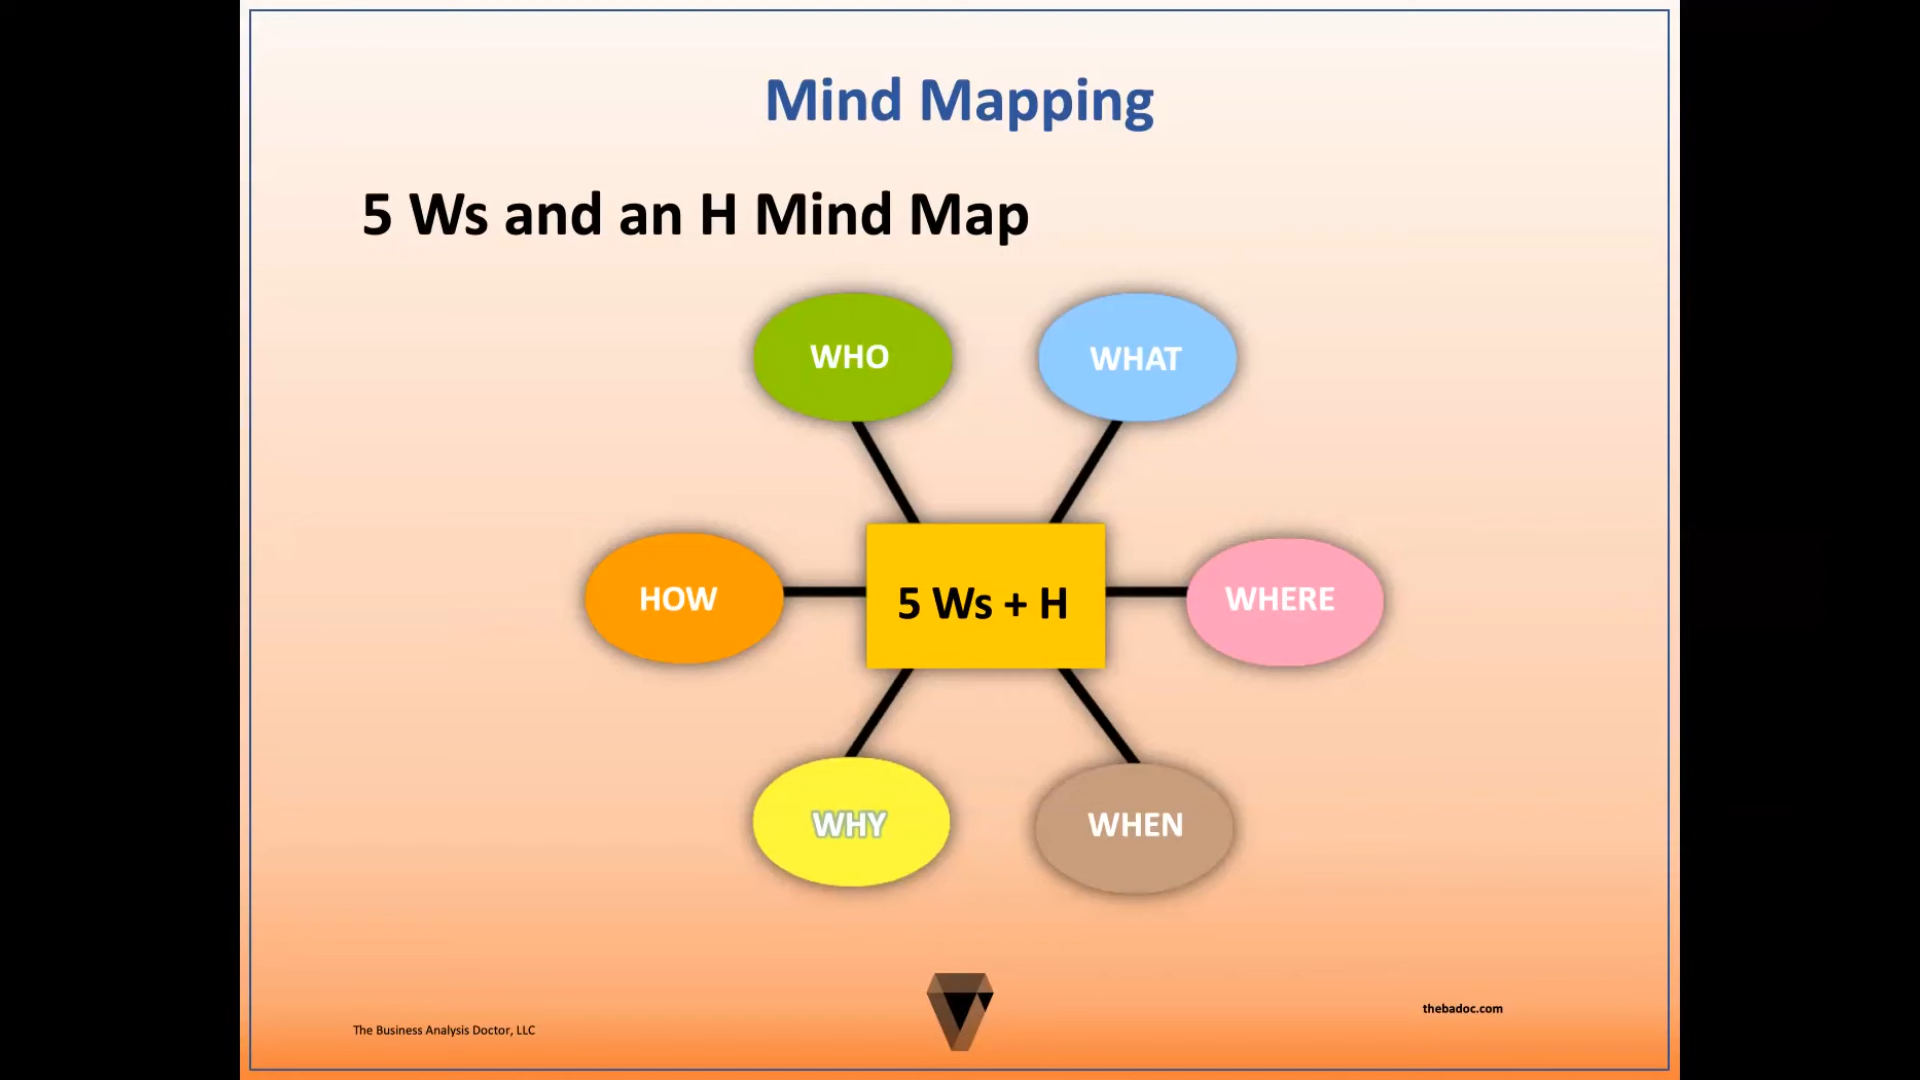 Mind Mapping
5 Ws and an H Mind Map
WHO
WHAT
HOW
5 Ws + H
WHERE
WHY
WHEN
thebadoc.com
The Business Analysis Doctor, LLC